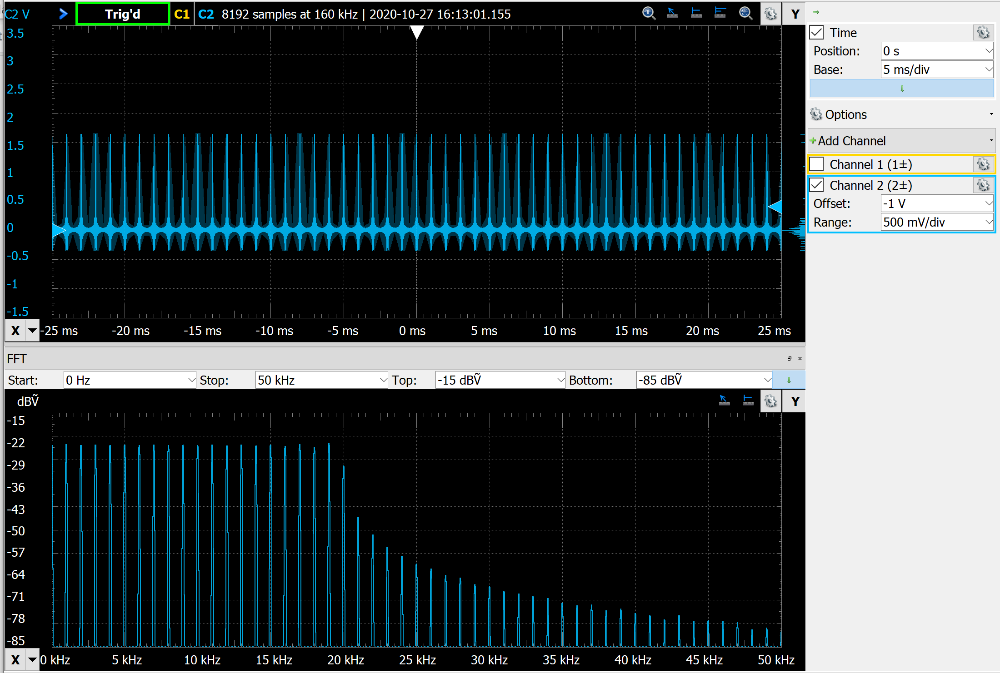 C2 V
Trig'd
C1
C2
8192 samples at 160 kHz | 2020-10-27 16:13:01.155
1
Y
3.5
3
2.5
2
1.5
1
0.5
0
-0.5
-1
-1.5
X
-25 ms
-20 ms
-15 ms
-10 ms
-5 ms
0 ms
5 ms
10 ms
15 ms
20 ms
25 ms
Time
Position:
0 s
Base:
5 ms/div
Options
Add Channel
Channel 1 (1±)
Channel 2 (2±)
Offset:
-1 V
Range:
500 mV/div
FFT
Start:
0 Hz
Stop:
50 kHz
Top:
-15 dBṼ
Bottom:
-85 dBṼ
dBṼ
Y
-15
-22
-29
-36
-43
-50
-57
-64
-71
-78
-85
X
0 kHz
5 kHz
10 kHz
15 kHz
20 kHz
25 kHz
30 kHz
35 kHz
40 kHz
45 kHz
50 kHz